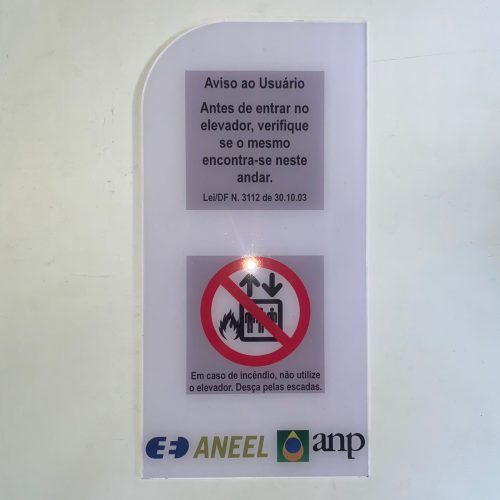 Aviso ao Usuário
Antes de entrar no
elevador, verifique
se o mesmo
encontra-se neste
andar.
Lei/DF N. 3112 de 30.10.03
Em caso de incêndio, não utilize
o elevador. Desça pelas escadas.
ANEEL anp